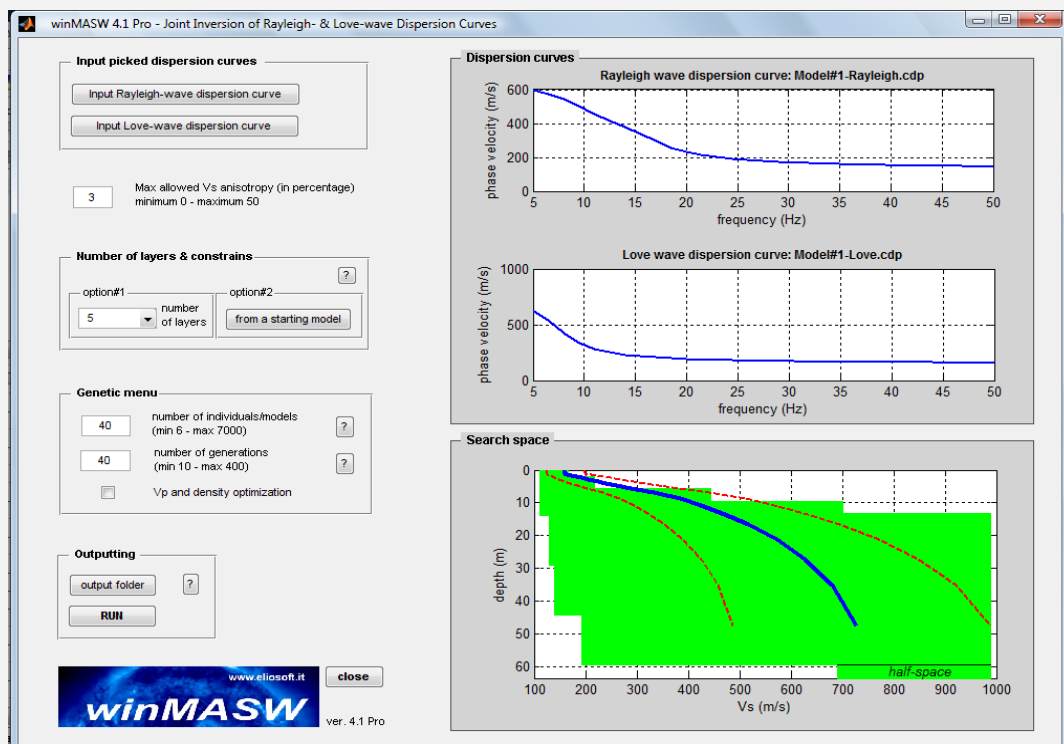 winMASW 4.1 Pro - Joint Inversion of Rayleigh- & Love-wave Dispersion Curves
Input picked dispersion curves
Input Rayleigh-wave dispersion curve
Input Love-wave dispersion curve
3
Max allowed Vs anisotropy (in percentage)
minimum 0 - maximum 50
Number of layers & constrains
?
option#1
5
number
of layers
option#2
from a starting model
Genetic menu
40
number of individuals/models
(min 6 - max 7000)
?
40
number of generations
(min 10 - max 400)
?
Vp and density optimization
Outputting
output folder
?
RUN
www.eliosoft.it
winMASW
close
ver. 4.1 Pro
Dispersion curves
Rayleigh wave dispersion curve: Model#1-Rayleigh.cdp
phase velocity (m/s)
600
400
200
0
5 10 15 20 25 30 35 40 45 50
frequency (Hz)
Love wave dispersion curve: Model#1-Love.cdp
phase velocity (m/s)
1000
500
0
5 10 15 20 25 30 35 40 45 50
frequency (Hz)
Search space
depth (m)
0
10
20
30
40
50
60
half-space
100 200 300 400 500 600 700 800 900 1000
Vs (m/s)